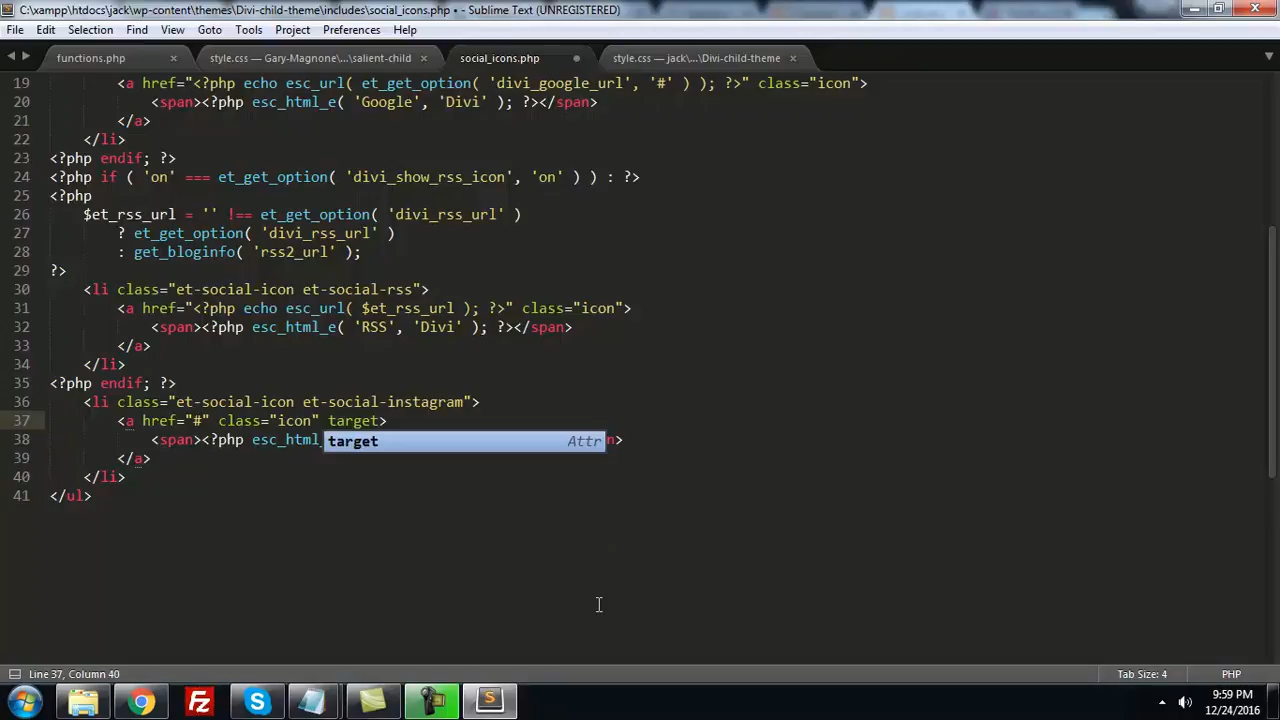 C:\xampp\htdocs\jack\wp-content\themes\Divi-child-theme\includes\social_icons.php • - Sublime Text (UNREGISTERED)
File Edit Selection Find View Goto Tools Project Preferences Help
functions.php style.css — Gary-Magnone\...\salient-child social_icons.php style.css — jack\...\Divi-child-theme
19 <a href="<?php echo esc_url( et_get_option( 'divi_google_url', '#' ) ); ?>" class="icon">
20 <span><?php esc_html_e( 'Google', 'Divi' ); ?></span>
21 </a>
22 </li>
23 <?php endif; ?>
24 <?php if ( 'on' === et_get_option( 'divi_show_rss_icon', 'on' ) ) : ?>
25 <?php
26 $et_rss_url = '' !== et_get_option( 'divi_rss_url' )
27 ? et_get_option( 'divi_rss_url' )
28 : get_bloginfo( 'rss2_url' );
29 ?>
30 <li class="et-social-icon et-social-rss">
31 <a href="<?php echo esc_url( $et_rss_url ); ?>" class="icon">
32 <span><?php esc_html_e( 'RSS', 'Divi' ); ?></span>
33 </a>
34 </li>
35 <?php endif; ?>
36 <li class="et-social-icon et-social-instagram">
37 <a href="#" class="icon" target>
38 <span><?php esc_html_ n>
target Attr
39 </a>
40 </li>
41 </ul>
Line 37, Column 40 Tab Size: 4 PHP
9:59 PM
12/24/2016